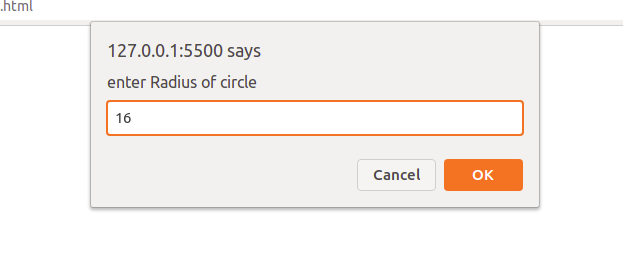 .html
127.0.0.1:5500 says
enter Radius of circle
16
Cancel OK